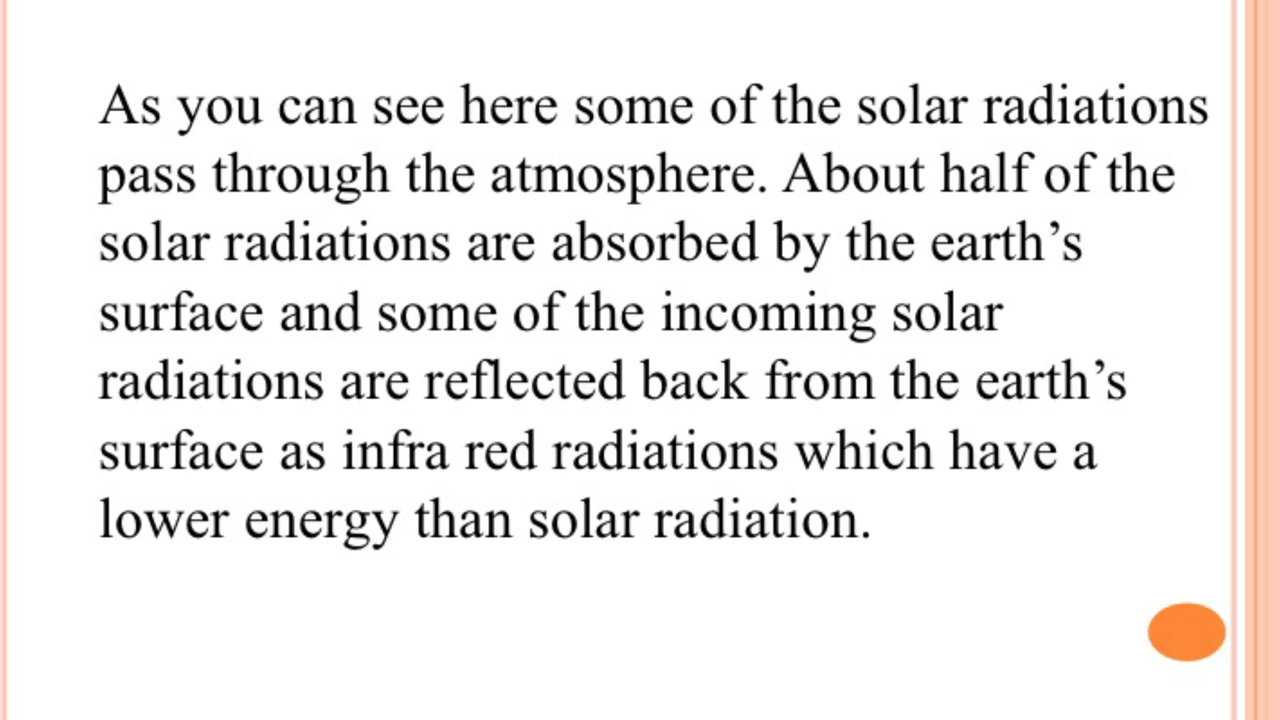 As you can see here some of the solar radiations
pass through the atmosphere. About half of the
solar radiations are absorbed by the earth’s
surface and some of the incoming solar
radiations are reflected back from the earth’s
surface as infra red radiations which have a
lower energy than solar radiation.